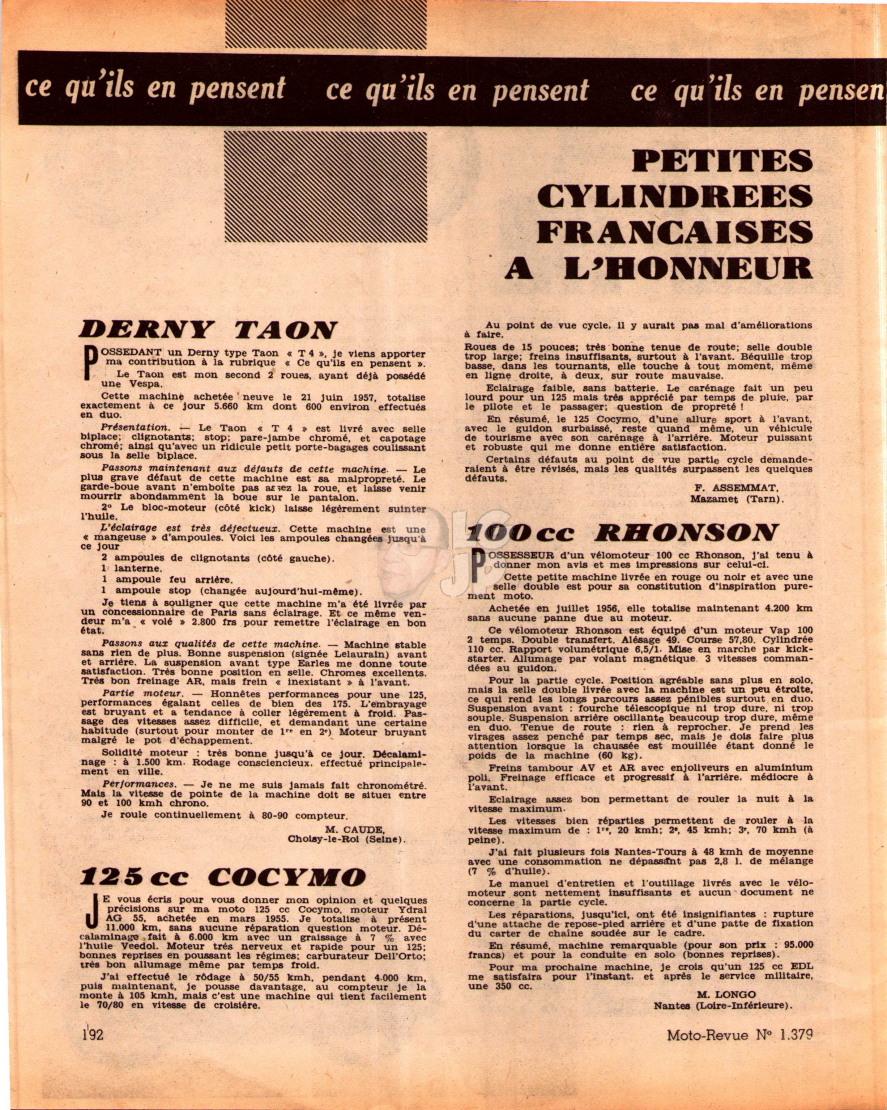 ce qu'ils en pensent ce qu'ils en pensent ce qu'ils en pensen
PETITES
CYLINDREES
FRANCAISES
A L'HONNEUR
DERNY TAON
POSSEDANT un Derny type Taon « T 4 », je viens apporter
ma contribution à la rubrique « Ce qu'ils en pensent ».
Le Taon est mon second 2 roues, ayant déjà possédé
une Vespa.
Cette machine achetée neuve le 21 juin 1957, totalise
exactement à ce jour 5.660 km dont 600 environ effectués
en duo.
Présentation. — Le Taon « T 4 » est livré avec selle
biplace; clignotants; stop; pare-jambe chromé, et capotage
chromé; ainsi qu'avec un ridicule petit porte-bagages coulissant
sous la selle biplace.
Passons maintenant aux défauts de cette machine. — Le
plus grave défaut de cette machine est sa malpropreté. Le
garde-boue avant n'emboîte pas assez la roue, et laisse venir
mourir abondamment la boue sur le pantalon.
2° Le bloc-moteur (côté kick) laisse légèrement suinter
l'huile.
L'éclairage est très défectueux. Cette machine est une
« mangeuse » d'ampoules. Voici les ampoules changées jusqu'à
ce jour
2 ampoules de clignotants (côté gauche).
1 lanterne.
1 ampoule feu arrière.
1 ampoule stop (changée aujourd'hui-même).
Je tiens à souligner que cette machine m'a été livrée par
un concessionnaire de Paris sans éclairage. Et ce même ven-
deur m'a « volé » 2.800 frs pour remettre l'éclairage en bon
état.
Passons aux qualités de cette machine. — Machine stable
sans rien de plus. Bonne suspension (signée Lelaurain) avant
et arrière. La suspension avant type Earles me donne toute
satisfaction. Très bonne position en selle. Chromes excellents.
Très bon freinage AR, mais frein « inexistant » à l'avant.
Partie moteur. — Honnêtes performances pour une 125,
performances égalant celles de bien des 175. L'embrayage
est bruyant et a tendance à coller légèrement à froid. Pas-
sage des vitesses assez difficile, et demandant une certaine
habitude (surtout pour monter de 1re en 2e). Moteur bruyant
malgré le pot d'échappement.
Solidité moteur : très bonne jusqu'à ce jour. Décalami-
nage : à 1.500 km. Rodage consciencieux. effectué principale-
ment en ville.
Performances. — Je ne me suis jamais fait chronométré.
Mais la vitesse de pointe de la machine doit se situer entre
90 et 100 kmh chrono.
Je roule continuellement à 80-90 compteur.
M. CAUDE,
Choisy-le-Roi (Seine).
125cc COCYMO
JE vous écris pour vous donner mon opinion et quelques
précisions sur ma moto 125 cc Cocymo, moteur Ydral
AG 55, achetée en mars 1955. Je totalise à présent
11.000 km, sans aucune réparation question moteur. Dé-
calaminage fait à 6.000 km avec un graissage à 7 % avec
l'huile Veedol. Moteur très nerveux et rapide pour un 125;
bonnes reprises en poussant les régimes; carburateur Dell'Orto;
très bon allumage même par temps froid.
J'ai effectué le rôdage à 50/55 kmh, pendant 4.000 km,
puis maintenant, je pousse davantage, au compteur je la
monte à 105 kmh, mais c'est une machine qui tient facilement
le 70/80 en vitesse de croisière.
Au point de vue cycle, il y aurait pas mal d'améliorations
à faire.
Roues de 15 pouces; très bonne tenue de route; selle double
trop large; freins insuffisants, surtout à l'avant. Béquille trop
basse, dans les tournants, elle touche à tout moment, même
en ligne droite, à deux, sur route mauvaise.
Eclairage faible, sans batterie. Le carénage fait un peu
lourd pour un 125 mais très apprécié par temps de pluie, par
le pilote et le passager; question de propreté !
En résumé, le 125 Cocymo, d'une allure sport à l'avant,
avec le guidon surbaissé, reste quand même, un véhicule
de tourisme avec son carénage à l'arrière. Moteur puissant
et robuste qui me donne entière satisfaction.
Certains défauts au point de vue partie cycle demande-
raient à être révisés, mais les qualités surpassent les quelques
défauts.
F. ASSEMMAT,
Mazamet (Tarn).
100cc RHONSON
POSSESSEUR d'un vélomoteur 100 cc Rhonson, j'ai tenu à
donner mon avis et mes impressions sur celui-ci.
Cette petite machine livrée en rouge ou noir et avec une
selle double est pour sa constitution d'inspiration pure-
ment moto.
Achetée en juillet 1956, elle totalise maintenant 4.200 km
sans aucune panne due au moteur.
Ce vélomoteur Rhonson est équipé d'un moteur Vap 100
2 temps. Double transfert. Alésage 49. Course 57,80. Cylindrée
110 cc. Rapport volumétrique 6,5/1. Mise en marche par kick-
starter. Allumage par volant magnétique. 3 vitesses comman-
dées au guidon.
Pour la partie cycle. Position agréable sans plus en solo,
mais la selle double livrée avec la machine est un peu étroite,
ce qui rend les longs parcours assez pénibles surtout en duo.
Suspension avant : fourche télescopique ni trop dure, ni trop
souple. Suspension arrière oscillante beaucoup trop dure, même
en duo. Tenue de route : rien à reprocher. Je prend les
virages assez penché par temps sec, mais je dois faire plus
attention lorsque la chaussée est mouillée étant donné le
poids de la machine (60 kg).
Freins tambour AV et AR avec enjoliveurs en aluminium
poli. Freinage efficace et progressif à l'arrière. médiocre à
l'avant.
Eclairage assez bon permettant de rouler la nuit à la
vitesse maximum.
Les vitesses bien réparties permettent de rouler à la
vitesse maximum de : 1re, 20 kmh; 2e, 45 kmh; 3e, 70 kmh (à
peine).
J'ai fait plusieurs fois Nantes-Tours à 48 kmh de moyenne
avec une consommation ne dépassant pas 2,8 l. de mélange
(7 % d'huile).
Le manuel d'entretien et l'outillage livrés avec le vélo-
moteur sont nettement insuffisants et aucun document ne
concerne la partie cycle.
Les réparations, jusqu'ici, ont été insignifiantes : rupture
d'une attache de repose-pied arrière et d'une patte de fixation
du carter de chaîne soudée sur le cadre.
En résumé, machine remarquable (pour son prix : 95.000
francs) et pour la conduite en solo (bonnes reprises).
Pour ma prochaine machine, je crois qu'un 125 cc EDL
me satisfaira pour l'instant. et après le service militaire,
une 350 cc.
M. LONGO
Nantes (Loire-Inférieure).
192
Moto-Revue N° 1.379